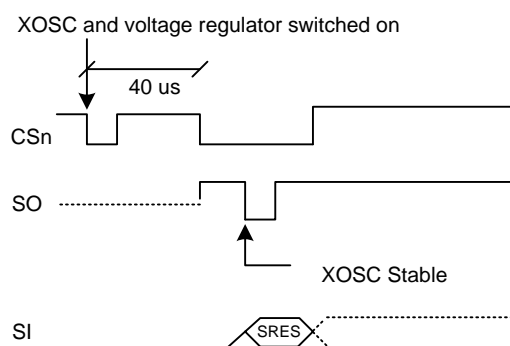 XOSC and voltage regulator switched on
40 us
CSn
SO
XOSC Stable
SI
SRES